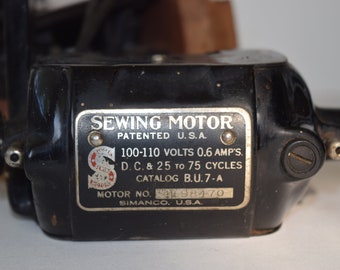 SEWING MOTOR
PATENTED U.S.A.
100-110 VOLTS 0.6 AMP'S.
D.C. & 25 TO 75 CYCLES
CATALOG B.U.7-A
MOTOR NO.
SIMANCO. U.S.A.